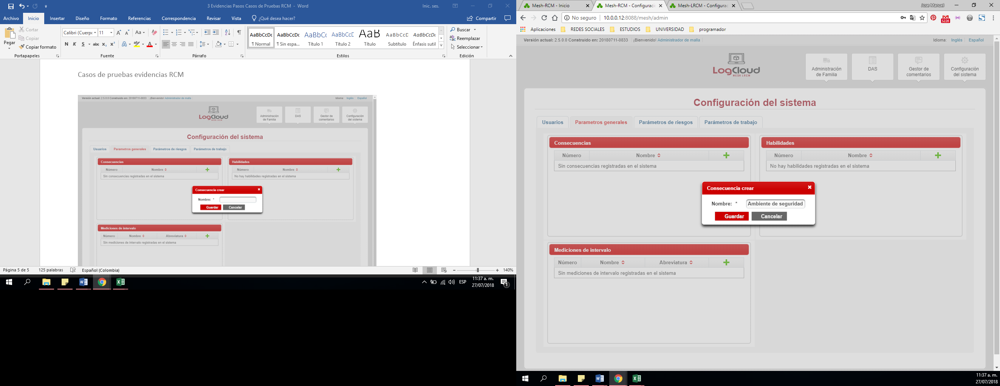 3 Evidencias Pasos Casos de Pruebas RCM - Word
Inic. ses.
Archivo Inicio Insertar Diseño Formato Referencias Correspondencia Revisar Vista ¿Qué desea hacer? Compartir
Pegar
Cortar
Copiar
Copiar formato
Portapapeles
Calibri (Cuerpo 11
N K S abc x₂ x²
Fuente
Párrafo
AaBbCcDc AaBbCcDc AaBbCc AaBbCcD AaB AaBbCcD AaBbCcDc
¶ Normal ¶ Sin espa... Título 1 Título 2 Título Subtítulo Énfasis sutil
Estilos
Buscar
Reemplazar
Seleccionar
Edición
Casos de pruebas evidencias RCM
Versión actual: 2.5.0.0 Construido en: 20180711-0833 ¡Bienvenido! Administrador de malla
Idioma: Inglés Español
LogCloud
MESH LRCM
Administración de Familia
DAS
Gestor de comentarios
Configuración del sistema
Configuración del sistema
Usuarios Parametros generales Parámetros de riesgos Parámetros de trabajo
Consecuencias
Número Nombre
Sin consecuencias registradas en el sistema
Habilidades
Número Nombre
No hay habilidades registradas en el sistema
Consecuencia crear
Nombre: *
Guardar Cancelar
Mediciones de intervalo
Número Nombre Abreviatura
Sin mediciones de intervalo registradas en el sistema
Página 5 de 5 125 palabras Español (Colombia) 140%
ESP
11:37 a. m.
27/07/2018
1
Mesh-RCM - Inicio
Mesh-RCM - Configuraci
Mesh-LRCM - Configurac
Jose Manuel
No seguro 10.0.0.12:8088/mesh/admin
5226
Aplicaciones REDES SOCIALES ESTUDIOS UNIVERSIDAD programador
Versión actual: 2.5.0.0 Construido en: 20180711-0833 ¡Bienvenido! Administrador de malla
Idioma: Inglés Español
LogCloud
MESH LRCM
Administración
de Familia
DAS
Gestor de
comentarios
Configuración
del sistema
Configuración del sistema
Usuarios Parametros generales Parámetros de riesgos Parámetros de trabajo
Consecuencias
Número Nombre
Sin consecuencias registradas en el sistema
Habilidades
Número Nombre
No hay habilidades registradas en el sistema
Consecuencia crear
Nombre: * Ambiente de seguridad
Guardar Cancelar
Mediciones de intervalo
Número Nombre Abreviatura
Sin mediciones de intervalo registradas en el sistema
11:37 a. m.
27/07/2018